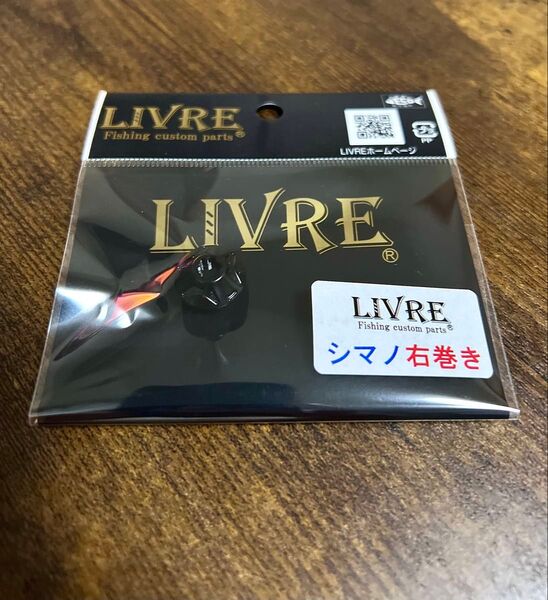 LIVRE
Fishing custom parts®
LIVREホームページ
PP
LIVRE®
LIVRE
Fishing custom parts®
シマノ右巻き